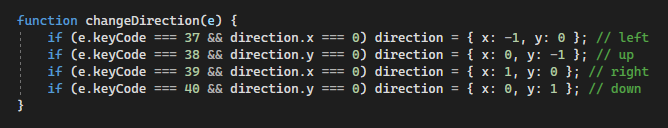 function changeDirection(e) {
    if (e.keyCode === 37 && direction.x === 0) direction = { x: -1, y: 0 }; // left
    if (e.keyCode === 38 && direction.y === 0) direction = { x: 0, y: -1 }; // up
    if (e.keyCode === 39 && direction.x === 0) direction = { x: 1, y: 0 }; // right
    if (e.keyCode === 40 && direction.y === 0) direction = { x: 0, y: 1 }; // down
}